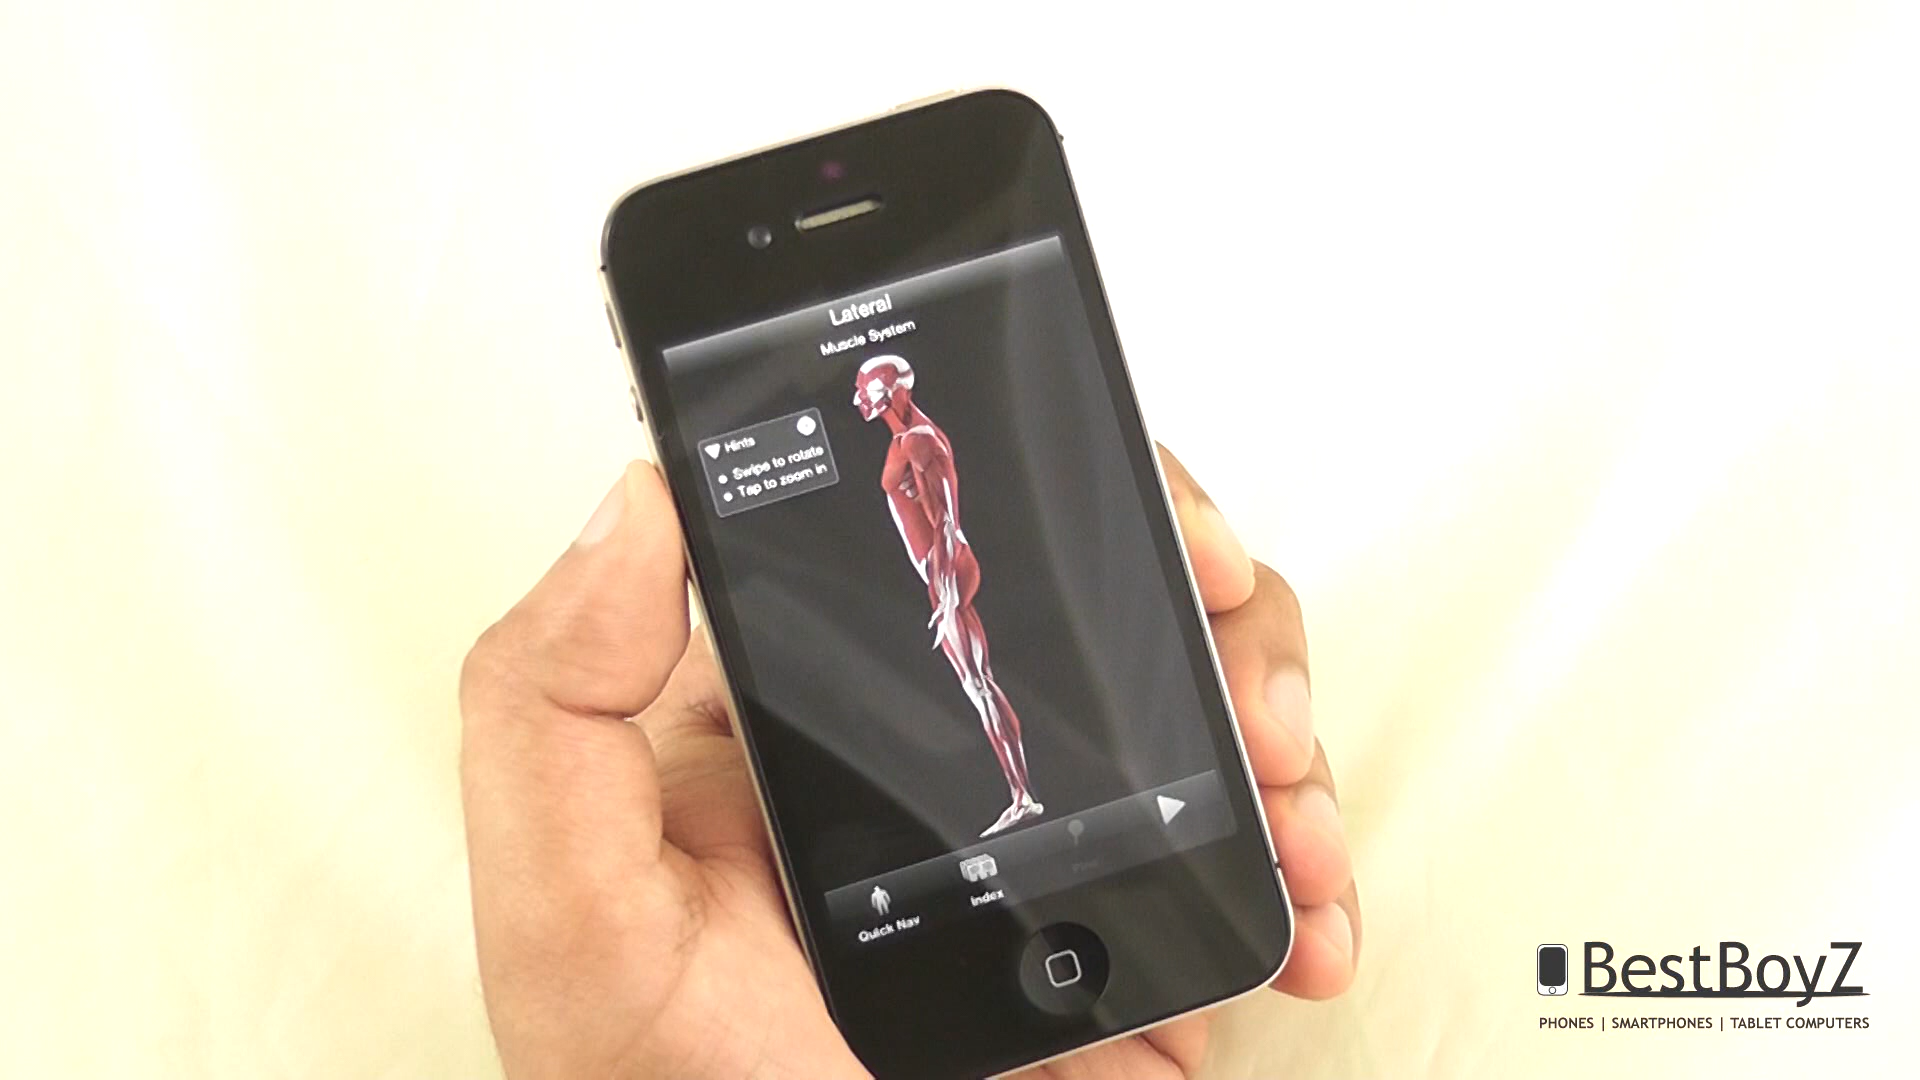 Lateral
Muscle System
Hints
Swipe to rotate
Tap to zoom in
Quick Nav
Index
BestBoyZ
PHONES | SMARTPHONES | TABLET COMPUTERS